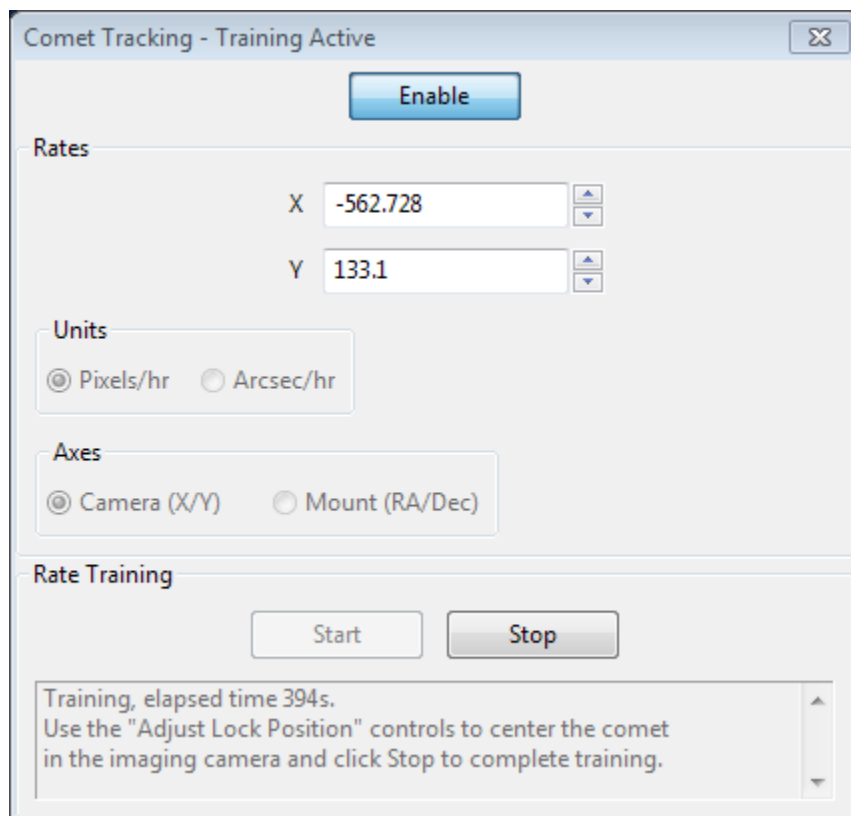 Comet Tracking - Training Active
Enable
Rates
X -562.728
Y 133.1
Units
Pixels/hr Arcsec/hr
Axes
Camera (X/Y) Mount (RA/Dec)
Rate Training
Start Stop
Training, elapsed time 394s.
Use the "Adjust Lock Position" controls to center the comet
in the imaging camera and click Stop to complete training.